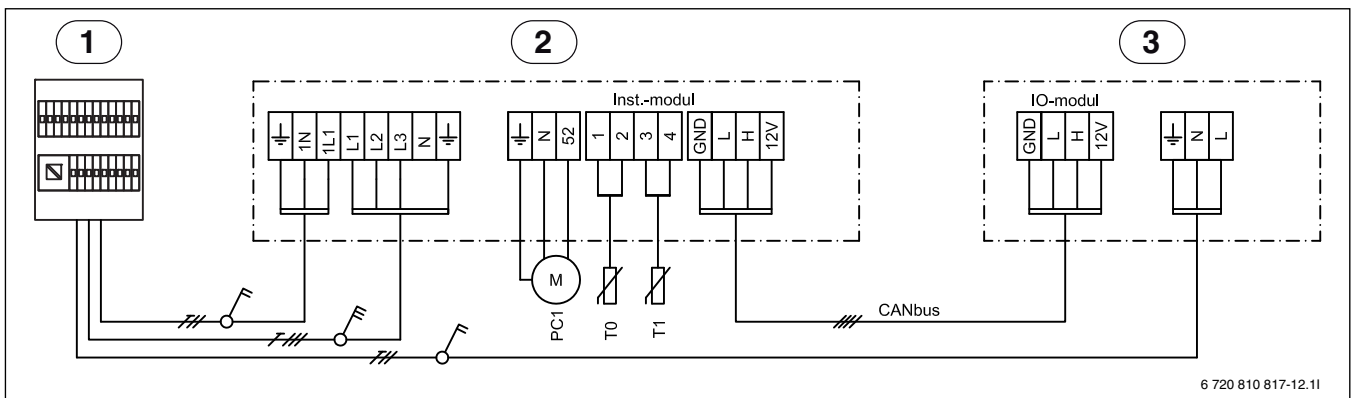 1
2
3
Inst.-modul
IO-modul
1N 1L1 L1 L2 L3 N
N 52
1 2 3 4
GND L H 12V
GND L H 12V
N L
M
PC1
T0
T1
CANbus
6 720 810 817-12.1I